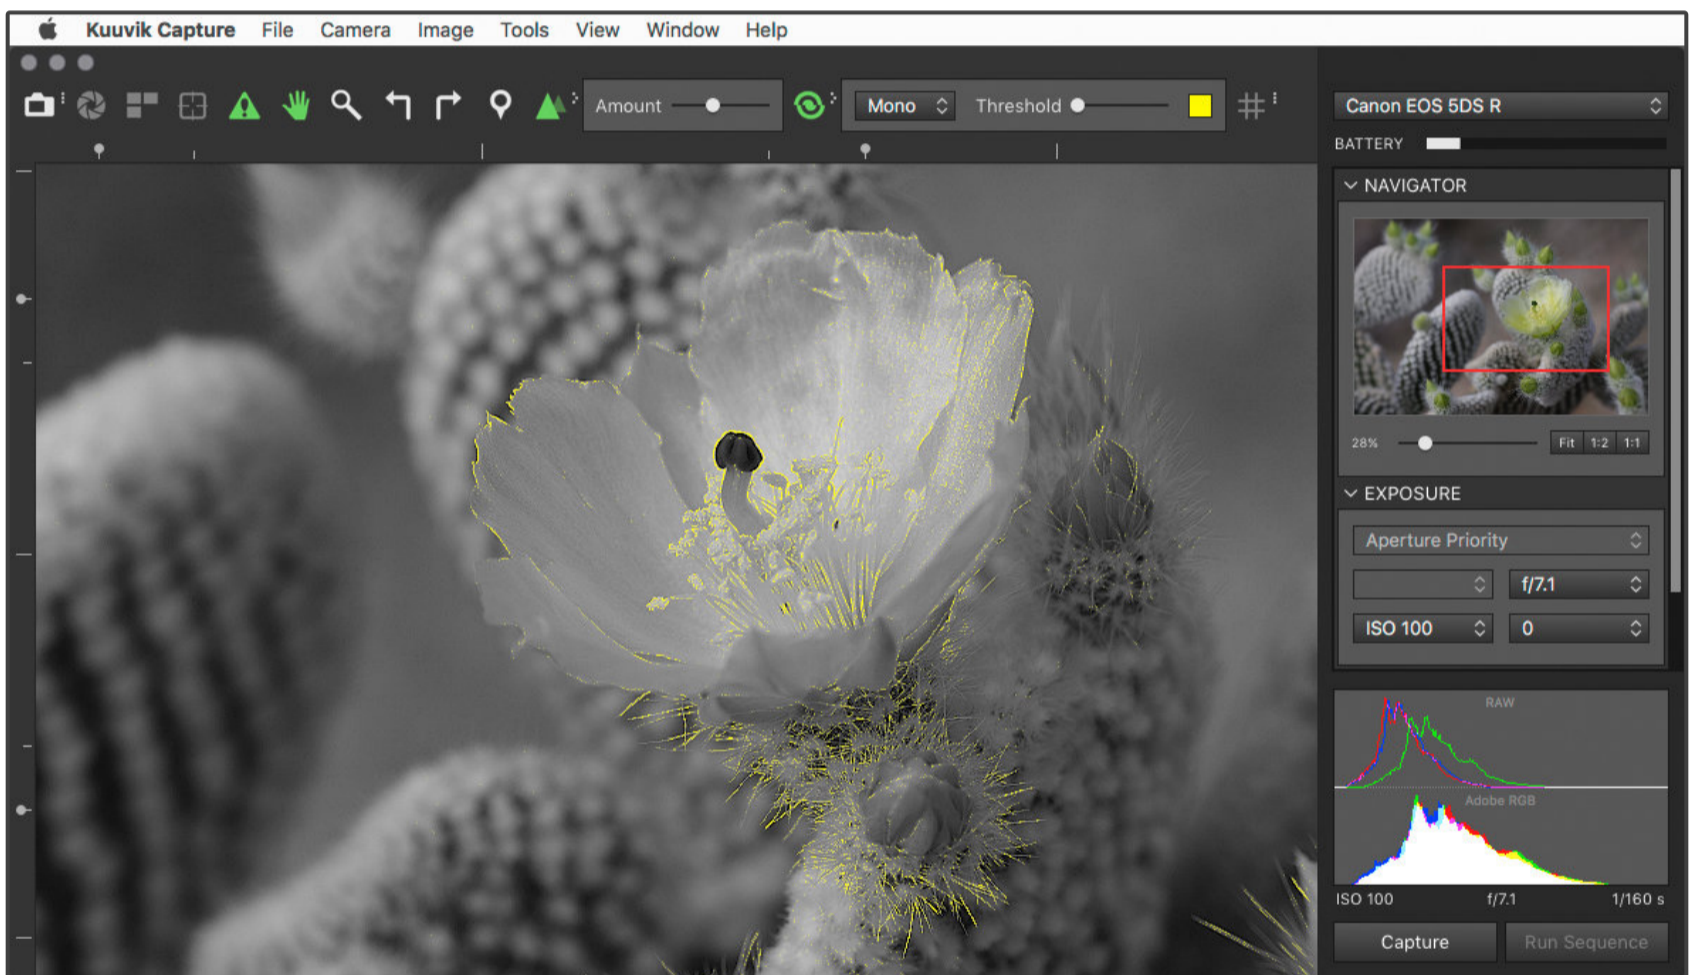 Kuuvik Capture File Camera Image Tools View Window Help
Amount Mono Threshold
Canon EOS 5DS R
BATTERY
NAVIGATOR
28% Fit 1:2 1:1
EXPOSURE
Aperture Priority
f/7.1
ISO 100 0
RAW
Adobe RGB
ISO 100 f/7.1 1/160 s
Capture Run Sequence